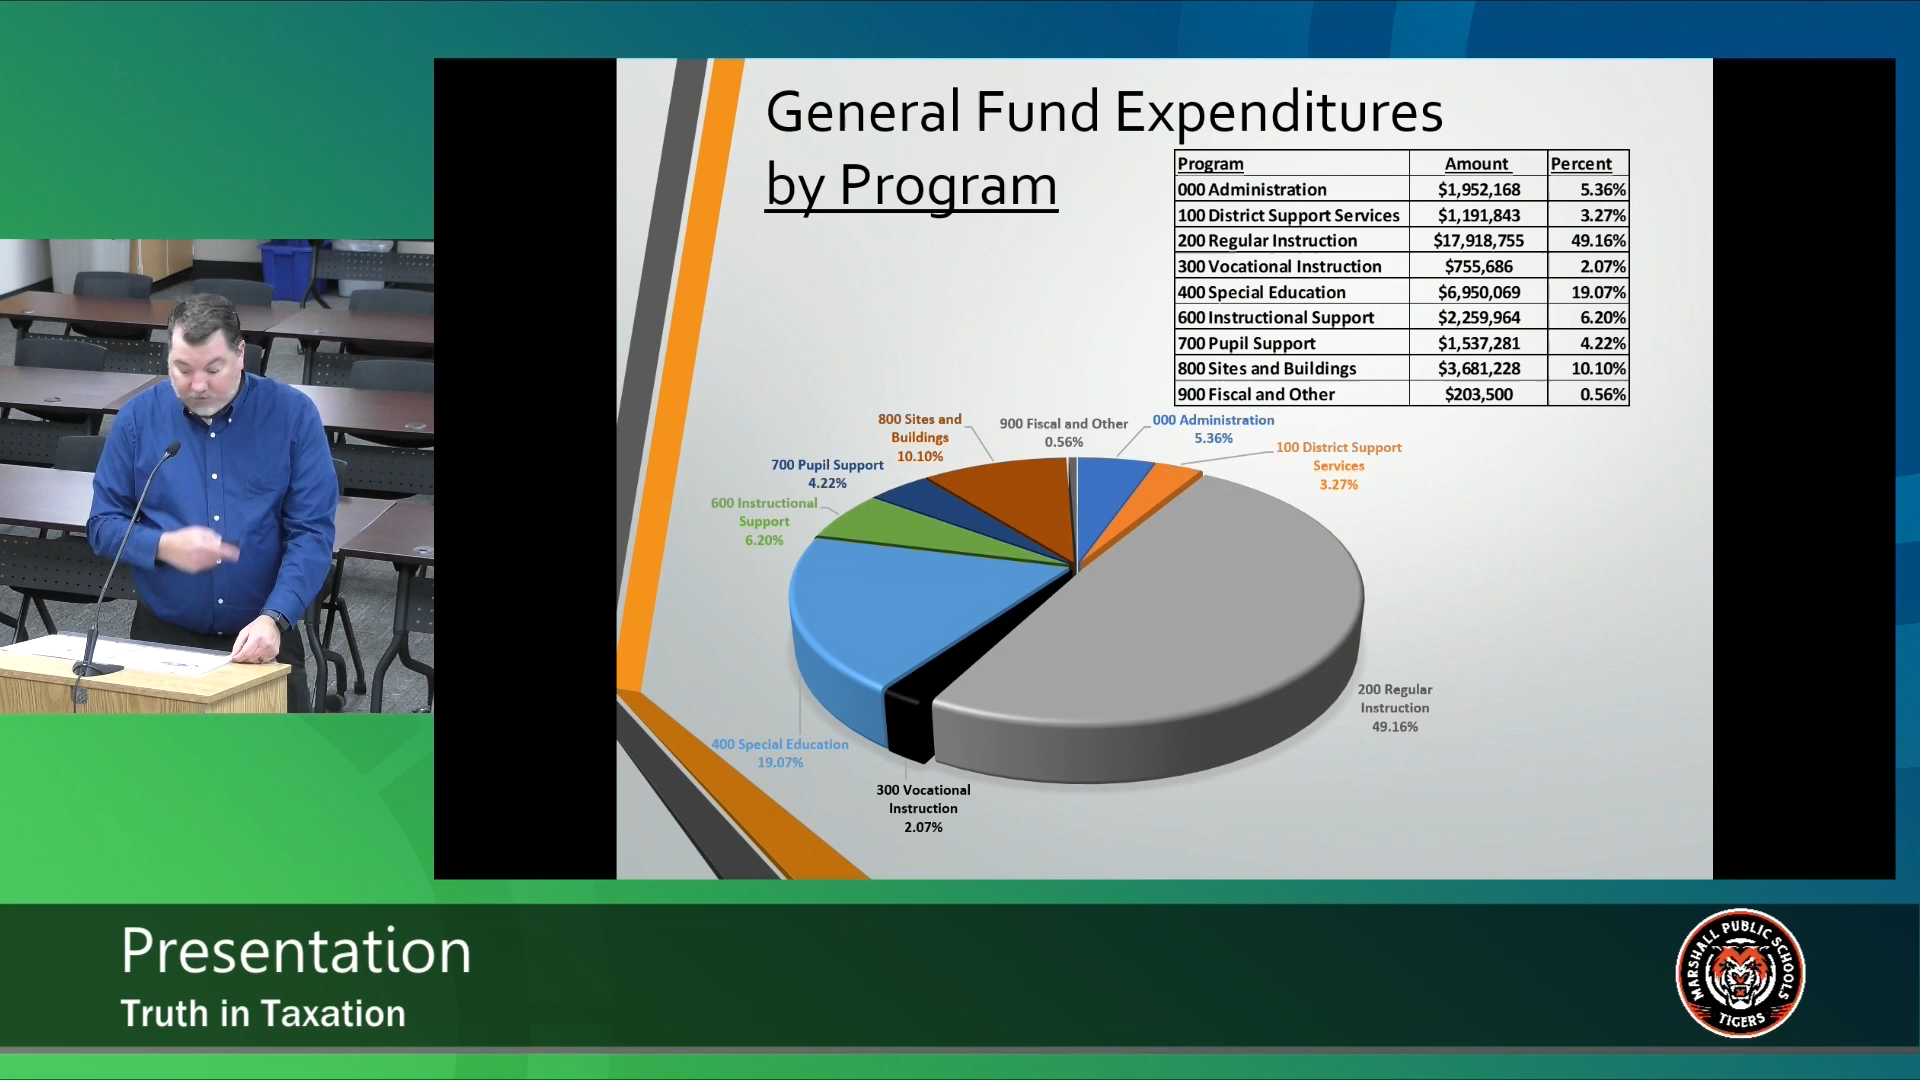 General Fund Expenditures
by Program
Program Amount Percent
000 Administration $1,952,168 5.36%
100 District Support Services $1,191,843 3.27%
200 Regular Instruction $17,918,755 49.16%
300 Vocational Instruction $755,686 2.07%
400 Special Education $6,950,069 19.07%
600 Instructional Support $2,259,964 6.20%
700 Pupil Support $1,537,281 4.22%
800 Sites and Buildings $3,681,228 10.10%
900 Fiscal and Other $203,500 0.56%
800 Sites and
Buildings
10.10%
900 Fiscal and Other
0.56%
000 Administration
5.36%
100 District Support
Services
3.27%
700 Pupil Support
4.22%
600 Instructional
Support
6.20%
200 Regular
Instruction
49.16%
400 Special Education
19.07%
300 Vocational
Instruction
2.07%
Presentation
Truth in Taxation
MARSHALL PUBLIC SCHOOLS
TIGERS